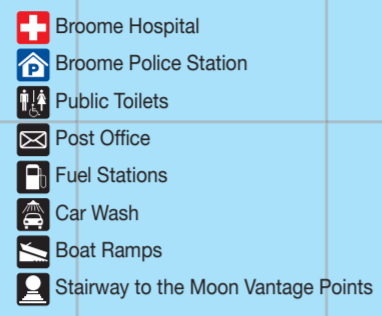 Broome Hospital
P Broome Police Station
Public Toilets
Post Office
Fuel Stations
Car Wash
Boat Ramps
Stairway to the Moon Vantage Points